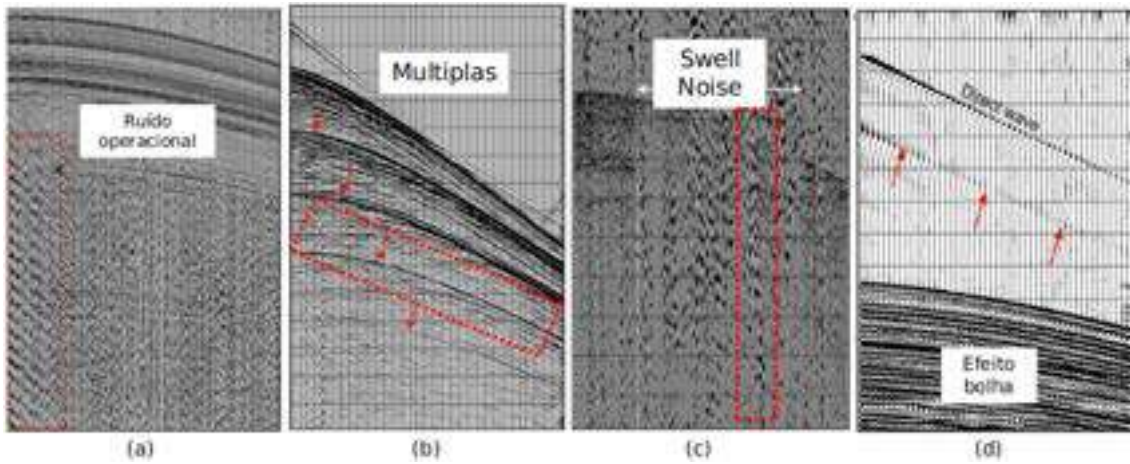 Ruído
operacional
Multiplas
Swell
Noise
Direct wave
Efeito
bolha
(a)
(b)
(c)
(d)